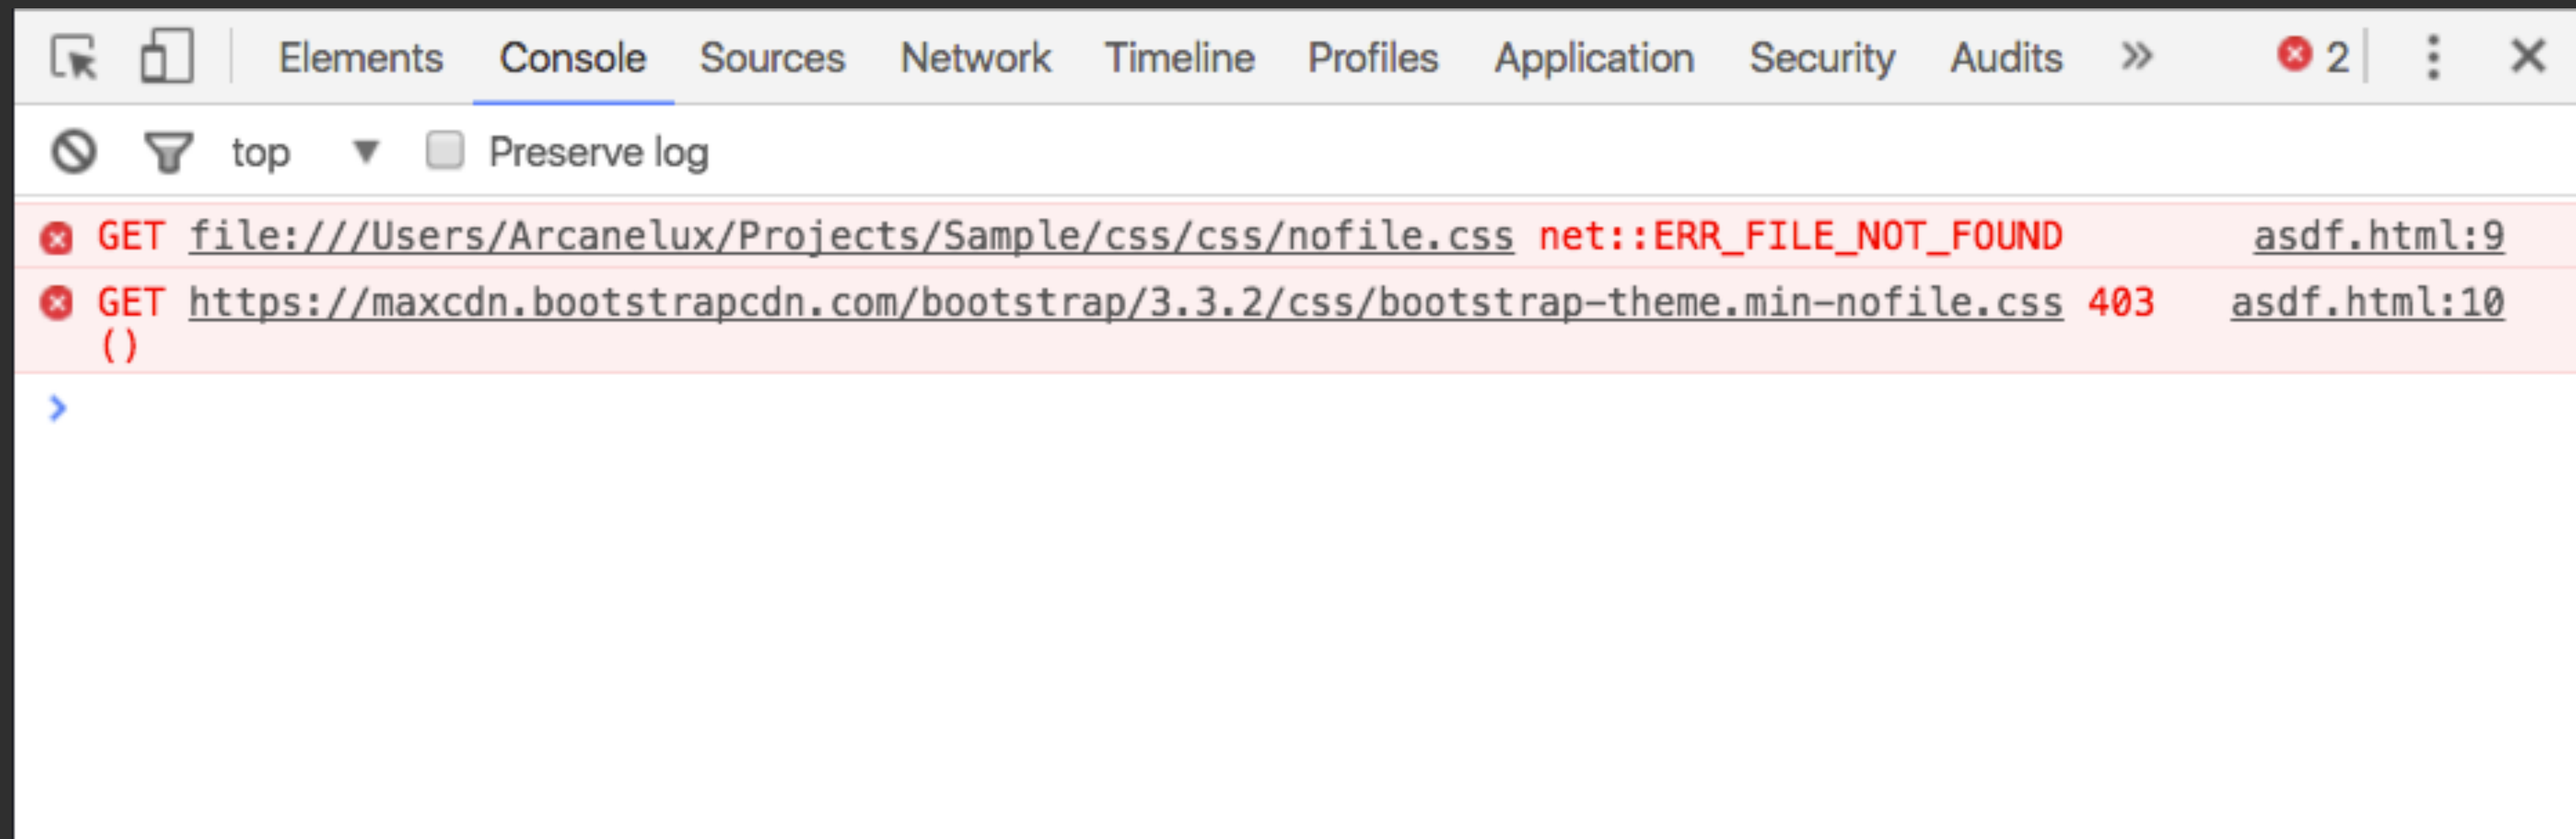 Elements Console Sources Network Timeline Profiles Application Security Audits » 2
top Preserve log
GET file:///Users/Arcanelux/Projects/Sample/css/css/nofile.css net::ERR_FILE_NOT_FOUND asdf.html:9
GET https://maxcdn.bootstrapcdn.com/bootstrap/3.3.2/css/bootstrap-theme.min-nofile.css 403 asdf.html:10
()